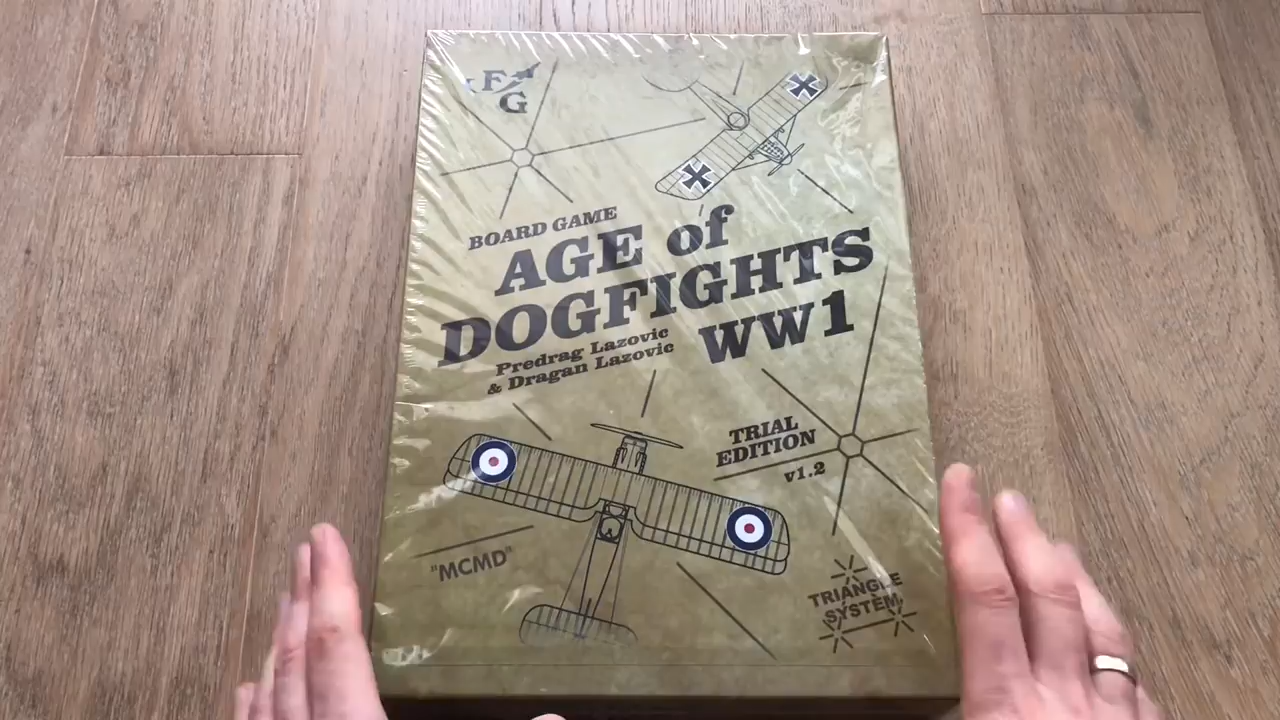 F
G
BOARD GAME
AGE of
DOGFIGHTS
WW1
Predrag Lazovic
& Dragan Lazovic
TRIAL
EDITION
v1.2
"MCMD"
TRIANGLE
SYSTEM